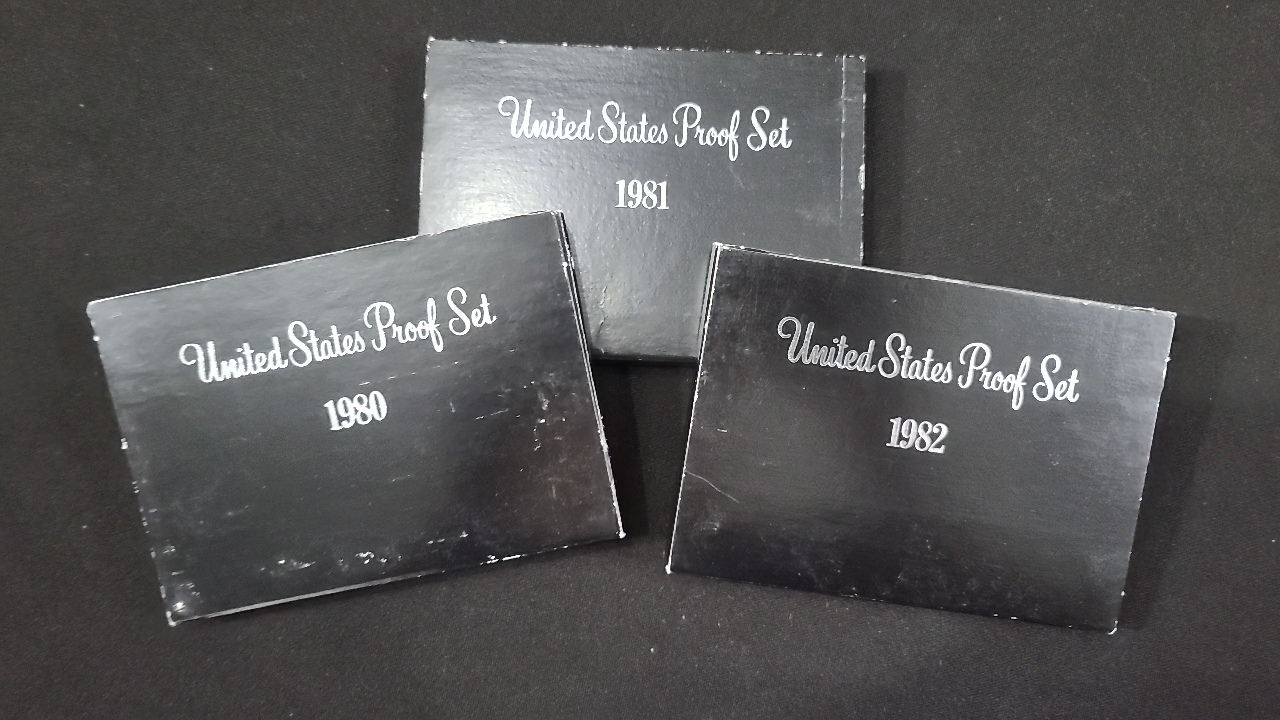 United States Proof Set
1981
United States Proof Set
1980
United States Proof Set
1982